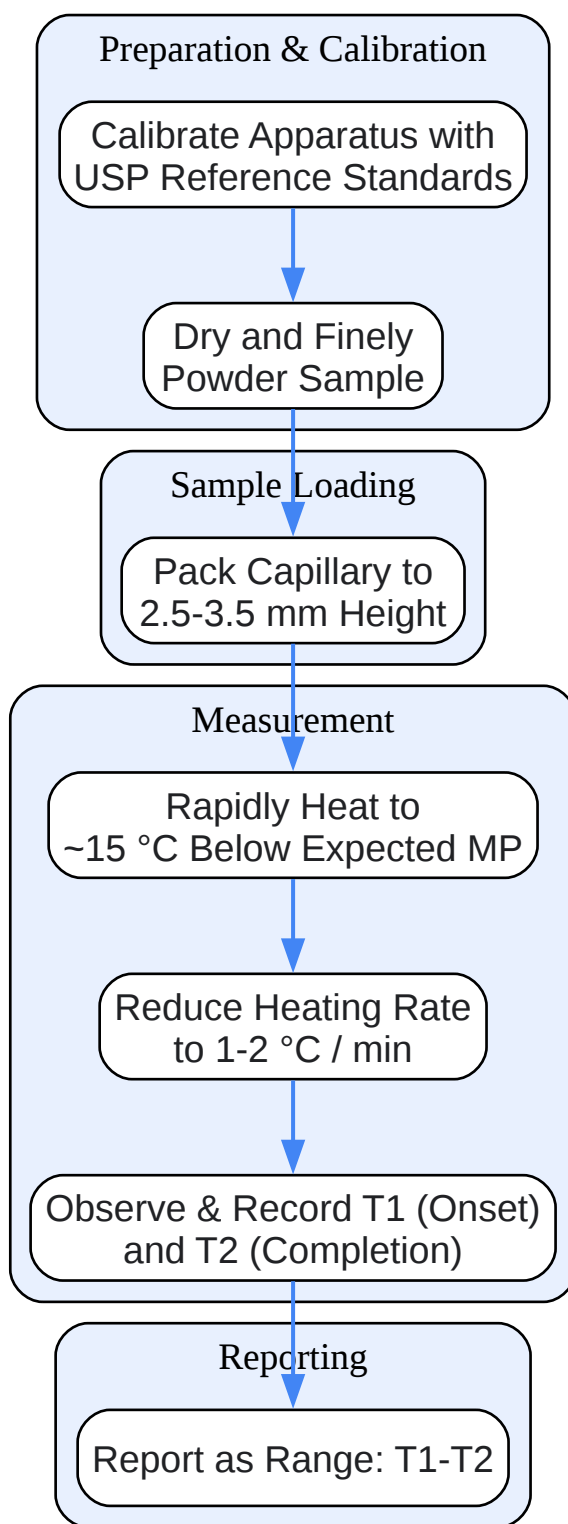 Preparation & Calibration
Calibrate Apparatus with
USP Reference Standards
Dry and Finely
Powder Sample
Sample Loading
Pack Capillary to
2.5-3.5 mm Height
Measurement
Rapidly Heat to
~15 °C Below Expected MP
Reduce Heating Rate
to 1-2 °C / min
Observe & Record T1 (Onset)
and T2 (Completion)
Reporting
Report as Range: T1-T2